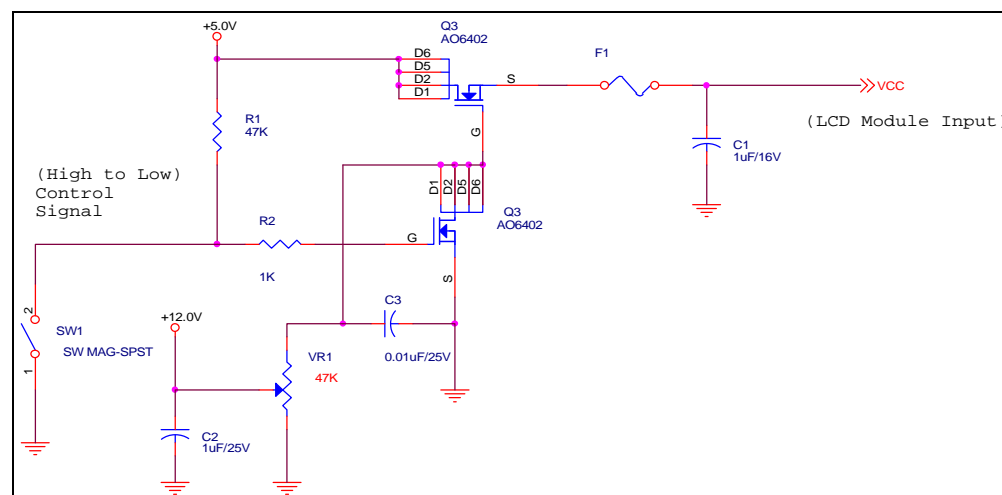 Q3
AO6402
+5.0V
D6
D5
D2
D1
S
G
F1
VCC
(LCD Module Input)
R1
47K
C1
1uF/16V
(High to Low)
Control
Signal
D1
D2
D5
D6
Q3
AO6402
R2
1K
G
S
C3
0.01uF/25V
+12.0V
2
SW1
SW MAG-SPST
1
VR1
47K
C2
1uF/25V